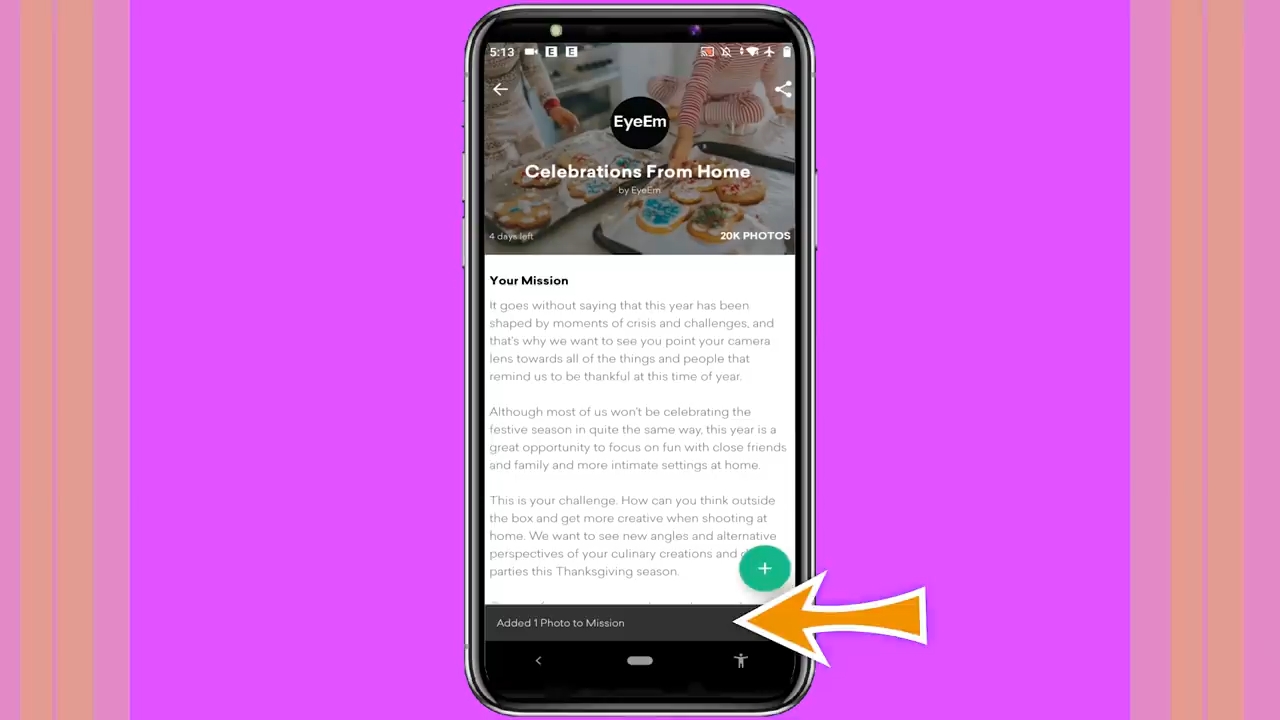 5:13 E E
EyeEm
Celebrations From Home
by EyeEm
4 days left
20K PHOTOS
Your Mission
It goes without saying that this year has been
shaped by moments of crisis and challenges, and
that's why we want to see you point your camera
lens towards all of the things and people that
remind us to be thankful at this time of year.
Although most of us won't be celebrating the
festive season in quite the same way, this year is a
great opportunity to focus on fun with close friends
and family and more intimate settings at home.
This is your challenge. How can you think outside
the box and get more creative when shooting at
home. We want to see new angles and alternative
perspectives of your culinary creations and
parties this Thanksgiving season.
Added 1 Photo to Mission